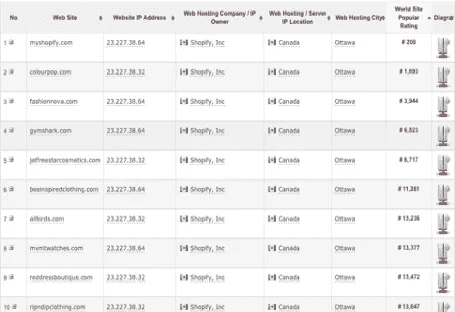 No Web Site Website IP Address Web Hosting Company / IP Owner Web Hosting / Server IP Location Web Hosting City World Site Popular Rating Diagram
1 myshopify.com 23.227.38.64 Shopify, Inc Canada Ottawa # 206
2 colourpop.com 23.227.38.32 Shopify, Inc Canada Ottawa # 1,893
3 fashionnova.com 23.227.38.64 Shopify, Inc Canada Ottawa # 3,944
4 gymshark.com 23.227.38.64 Shopify, Inc Canada Ottawa # 6,523
5 jeffreestarcosmetics.com 23.227.38.32 Shopify, Inc Canada Ottawa # 6,717
6 beeinspiredclothing.com 23.227.38.64 Shopify, Inc Canada Ottawa # 11,281
7 allbirds.com 23.227.38.32 Shopify, Inc Canada Ottawa # 13,236
8 mvmtwatches.com 23.227.38.64 Shopify, Inc Canada Ottawa # 13,377
9 reddressboutique.com 23.227.38.32 Shopify, Inc Canada Ottawa # 13,472
10 ripndipclothing.com 23.227.38.32 Shopify, Inc Canada Ottawa # 13,647